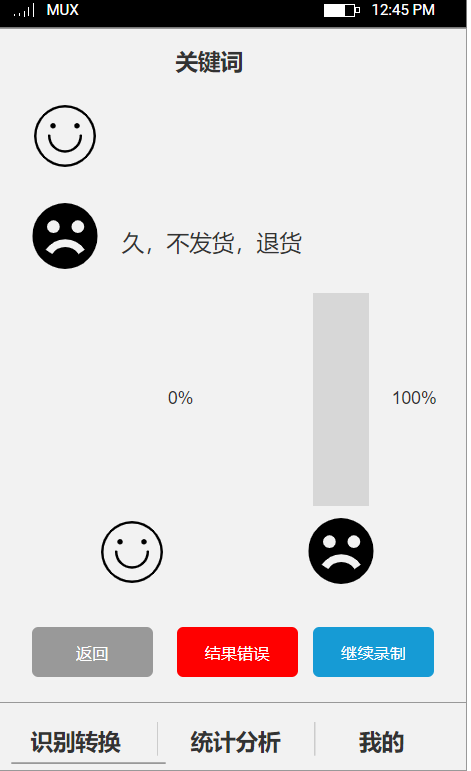 MUX 12:45 PM
关键词
久，不发货，退货
0% 100%
返回 结果错误 继续录制
识别转换 统计分析 我的